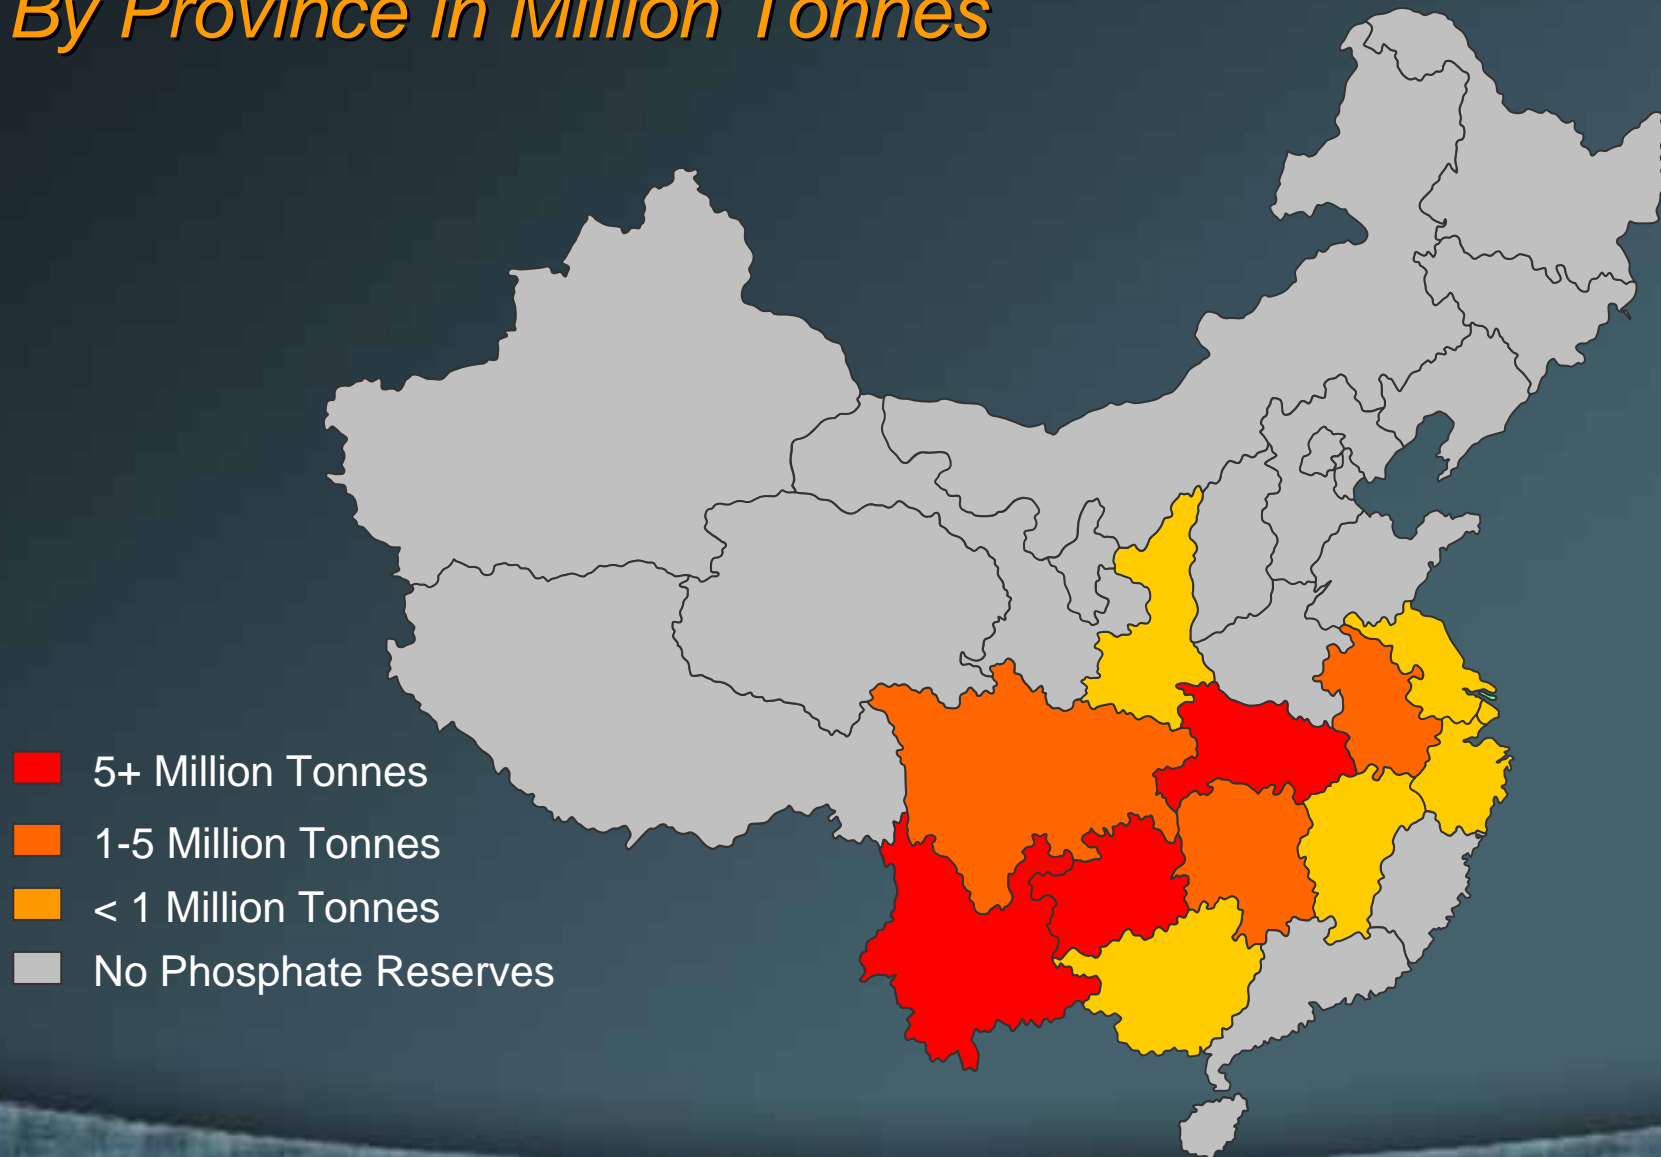 By Province in Million Tonnes
5+ Million Tonnes
1-5 Million Tonnes
< 1 Million Tonnes
No Phosphate Reserves